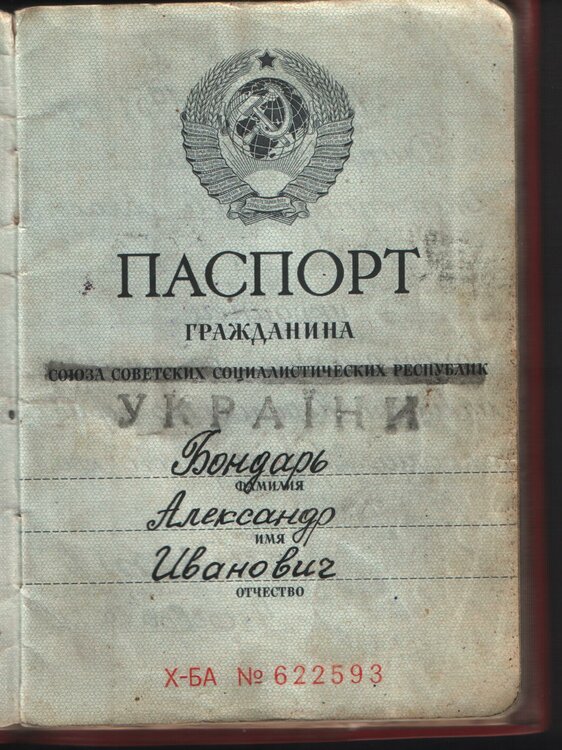 ПАСПОРТ
ГРАЖДАНИНА
СОЮЗА СОВЕТСКИХ СОЦИАЛИСТИЧЕСКИХ РЕСПУБЛИК
УКРАЇНИ
Бондарь
ФАМИЛИЯ
Александр
ИМЯ
Иванович
ОТЧЕСТВО
Х-БА № 622593